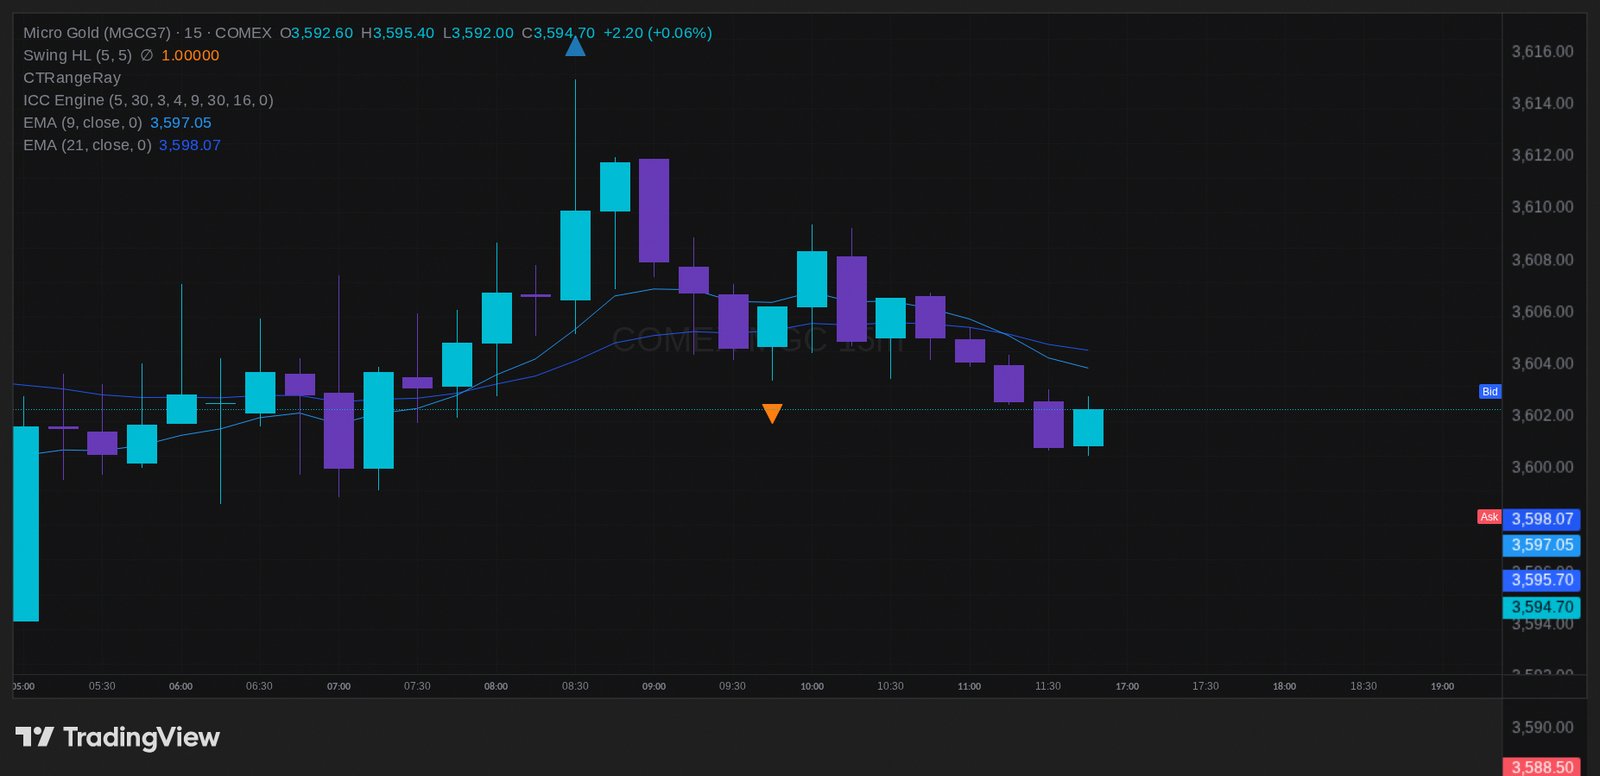 Micro Gold (MGCG7) · 15 · COMEX O3,592.60 H3,595.40 L3,592.00 C3,594.70 +2.20 (+0.06%)
Swing HL (5, 5) ∅ 1.00000
CTRangeRay
ICC Engine (5, 30, 3, 4, 9, 30, 16, 0)
EMA (9, close, 0) 3,597.05
EMA (21, close, 0) 3,598.07
3,616.00
3,614.00
3,612.00
3,610.00
3,608.00
3,606.00
3,604.00
Bid
3,602.00
3,600.00
Ask 3,598.07
3,597.05
3,595.70
3,594.70
3,594.00
05:00 05:30 06:00 06:30 07:00 07:30 08:00 08:30 09:00 09:30 10:00 10:30 11:00 11:30 17:00 17:30 18:00 18:30 19:00
3,590.00
TradingView
3,588.50